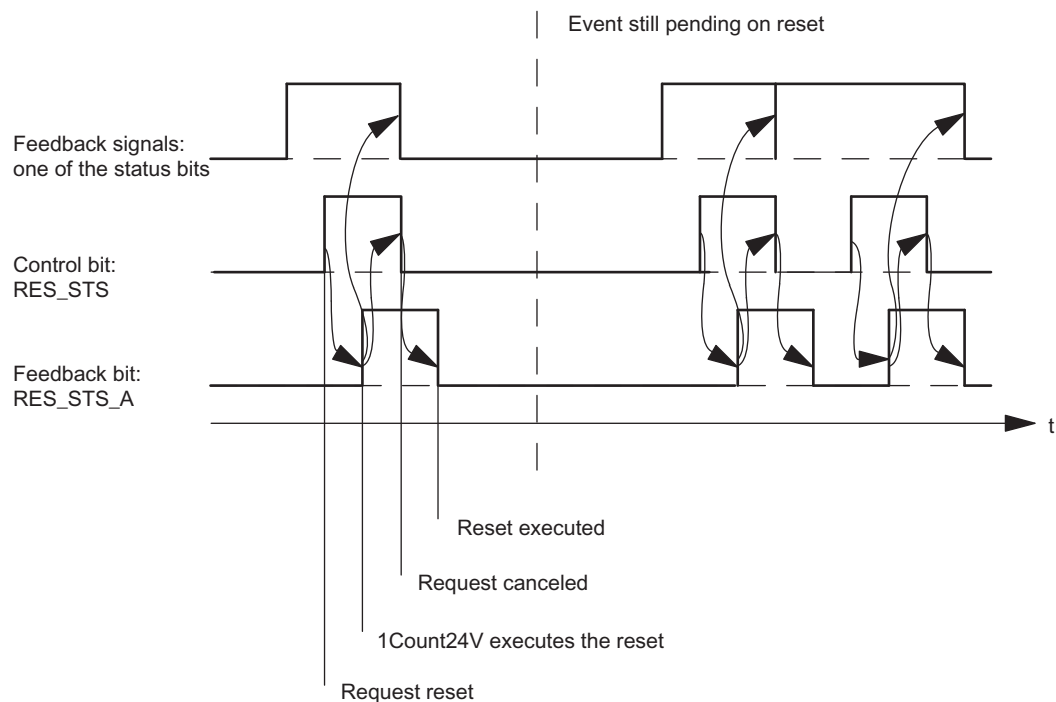 Event still pending on reset
Feedback signals:
one of the status bits
Control bit:
RES_STS
Feedback bit:
RES_STS_A
t
Reset executed
Request canceled
1Count24V executes the reset
Request reset